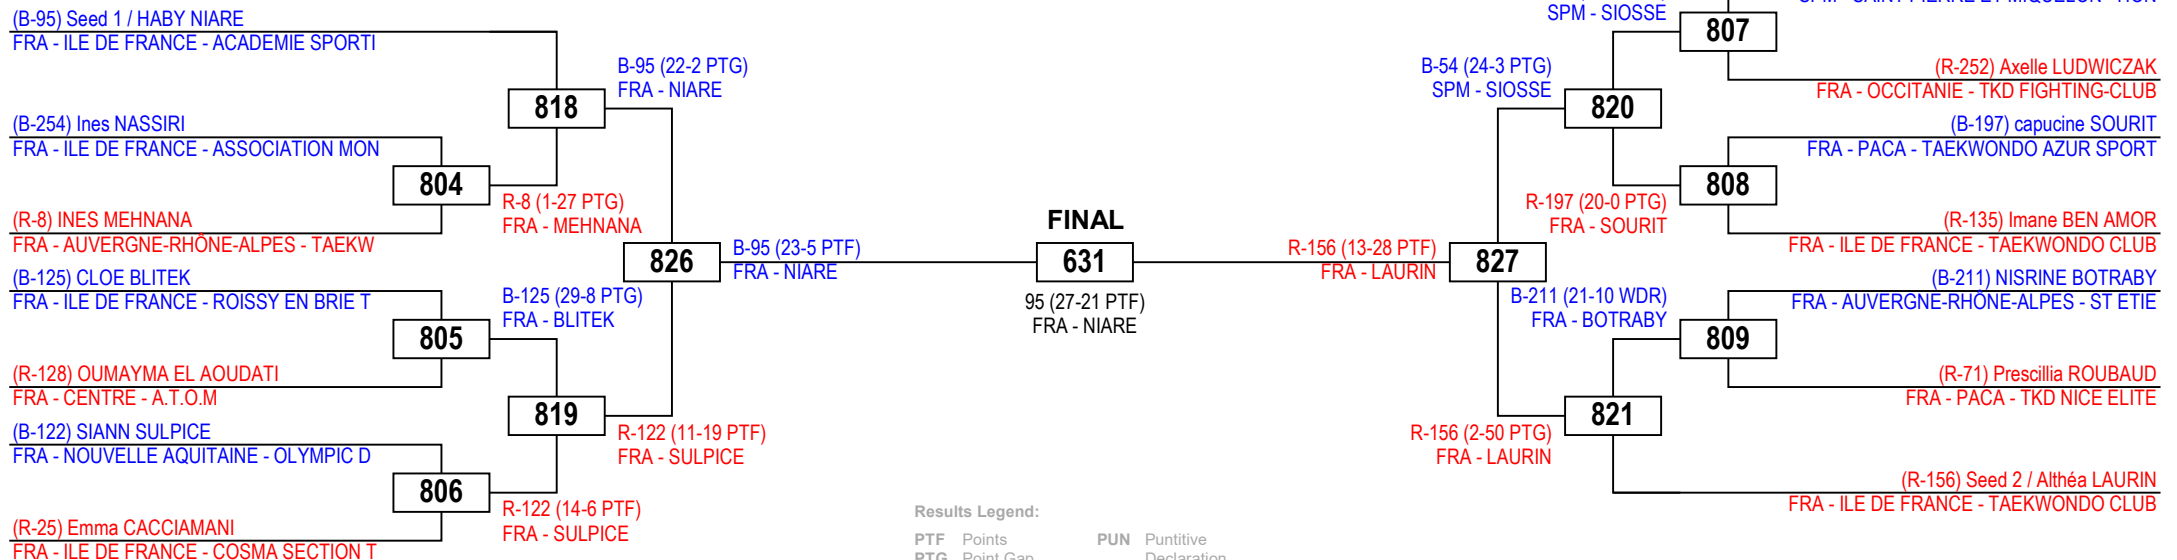 (B-95) Seed 1 / HABY NIARE
FRA - ILE DE FRANCE - ACADEMIE SPORTI
818
B-95 (22-2 PTG)
FRA - NIARE
(B-254) Ines NASSIRI
FRA - ILE DE FRANCE - ASSOCIATION MON
804
(R-8) INES MEHNANA
FRA - AUVERGNE-RHÔNE-ALPES - TAEKW
R-8 (1-27 PTG)
FRA - MEHNANA
826
B-95 (23-5 PTF)
FRA - NIARE
(B-125) CLOE BLITEK
FRA - ILE DE FRANCE - ROISSY EN BRIE T
B-125 (29-8 PTG)
FRA - BLITEK
805
(R-128) OUMAYMA EL AOUDATI
FRA - CENTRE - A.T.O.M
819
R-122 (11-19 PTF)
FRA - SULPICE
(B-122) SIANN SULPICE
FRA - NOUVELLE AQUITAINE - OLYMPIC D
806
R-122 (14-6 PTF)
FRA - SULPICE
(R-25) Emma CACCIAMANI
FRA - ILE DE FRANCE - COSMA SECTION T
FINAL
631
95 (27-21 PTF)
FRA - NIARE
SPM - SIOSSE
807
(R-252) Axelle LUDWICZAK
FRA - OCCITANIE - TKD FIGHTING-CLUB
B-54 (24-3 PTG)
SPM - SIOSSE
820
(B-197) capucine SOURIT
FRA - PACA - TAEKWONDO AZUR SPORT
808
R-197 (20-0 PTG)
FRA - SOURIT
(R-135) Imane BEN AMOR
FRA - ILE DE FRANCE - TAEKWONDO CLUB
R-156 (13-28 PTF)
FRA - LAURIN
827
(B-211) NISRINE BOTRABY
FRA - AUVERGNE-RHÔNE-ALPES - ST ETIE
B-211 (21-10 WDR)
FRA - BOTRABY
809
(R-71) Prescillia ROUBAUD
FRA - PACA - TKD NICE ELITE
821
R-156 (2-50 PTG)
FRA - LAURIN
(R-156) Seed 2 / Althéa LAURIN
FRA - ILE DE FRANCE - TAEKWONDO CLUB
Results Legend:
PTF Points PUN Puntitive
PTG Point Gap Declaration